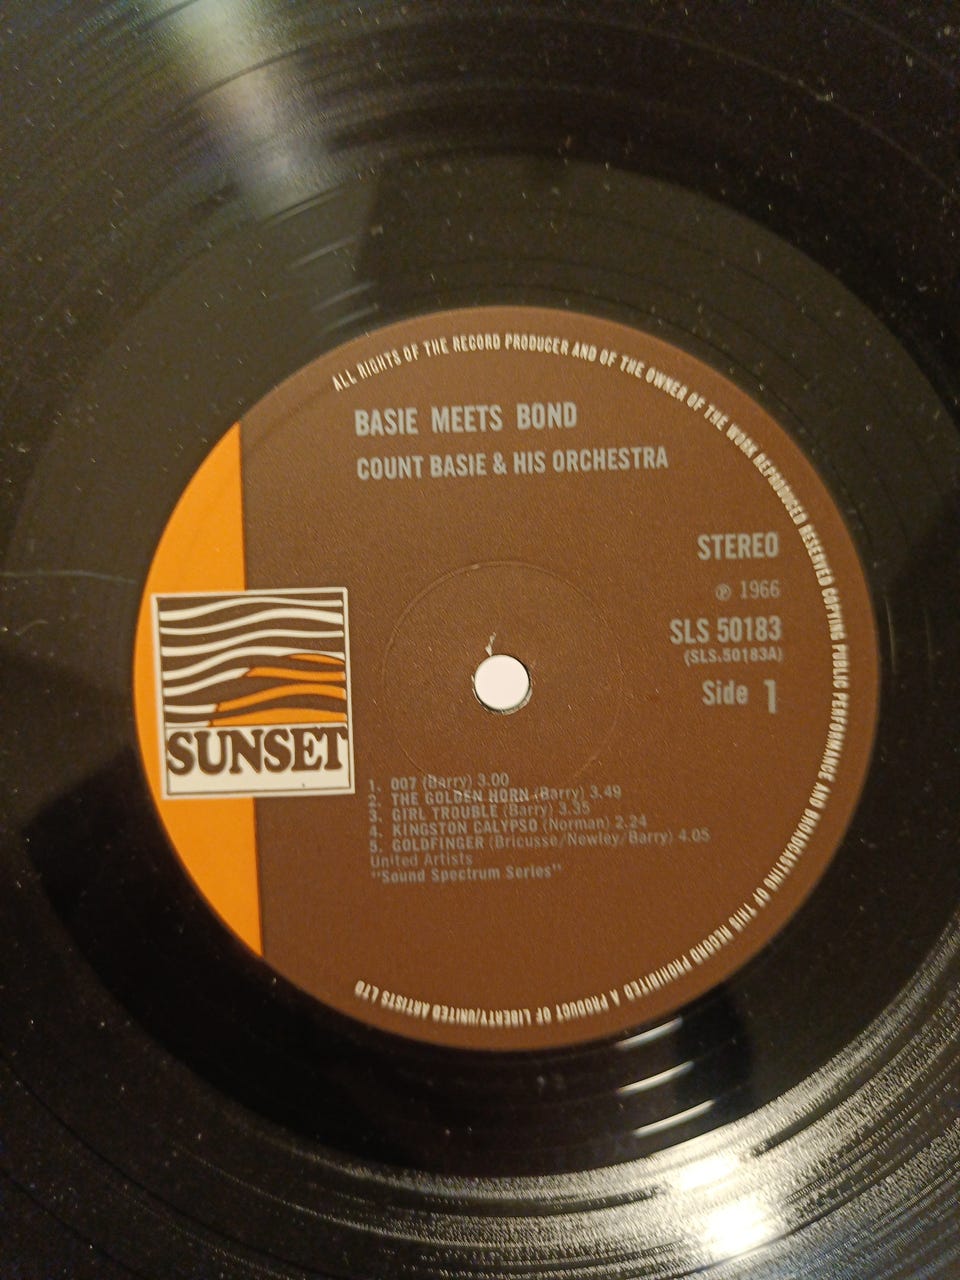 ALL RIGHTS OF THE RECORD PRODUCER AND OF THE OWNER OF THE WORK REPRODUCED RESERVED COPYING PUBLIC PERFORMANCE AND BROADCASTING OF THIS RECORD PROHIBITED A PRODUCT OF LIBERTY/UNITED ARTISTS LTD
BASIE MEETS BOND
COUNT BASIE & HIS ORCHESTRA
STEREO
℗ 1966
SLS 50183
(SLS.50183A)
Side 1
SUNSET
1. 007 (Barry) 3.00
2. THE GOLDEN HORN (Barry) 3.49
3. GIRL TROUBLE (Barry) 3.35
4. KINGSTON CALYPSO (Norman) 2.24
5. GOLDFINGER (Bricusse/Newley/Barry) 4.05
United Artists
"Sound Spectrum Series"